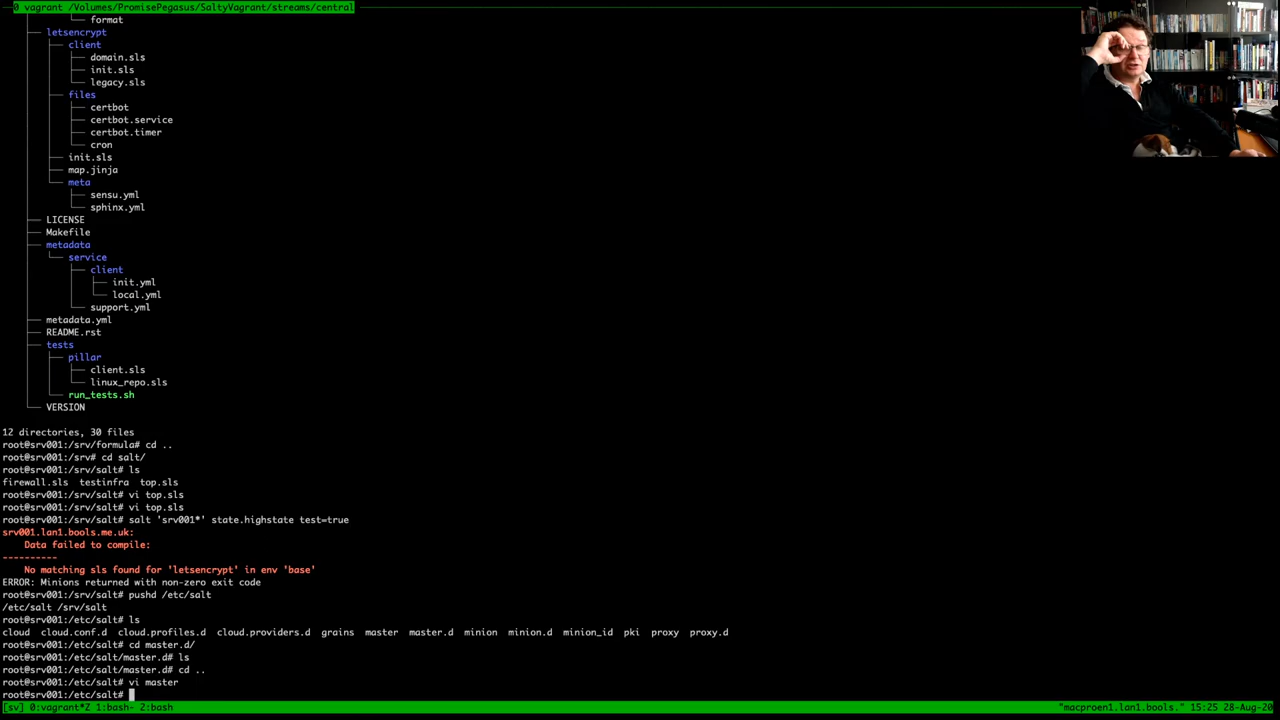 0 vagrant /Volumes/PromisePegasus/SaltyVagrant/streams/central
format
letsencrypt
client
domain.sls
init.sls
legacy.sls
files
certbot
certbot.service
certbot.timer
cron
init.sls
map.jinja
meta
sensu.yml
sphinx.yml
LICENSE
Makefile
metadata
service
client
init.yml
local.yml
support.yml
metadata.yml
README.rst
tests
pillar
client.sls
linux_repo.sls
run_tests.sh
VERSION
12 directories, 30 files
root@srv001:/srv/formula# cd ..
root@srv001:/srv# cd salt/
root@srv001:/srv/salt# ls
firewall.sls  testinfra  top.sls
root@srv001:/srv/salt# vi top.sls
root@srv001:/srv/salt# vi top.sls
root@srv001:/srv/salt# salt 'srv001*' state.highstate test=true
srv001.lan1.bools.me.uk:
Data failed to compile:
----------
No matching sls found for 'letsencrypt' in env 'base'
ERROR: Minions returned with non-zero exit code
root@srv001:/srv/salt# pushd /etc/salt
/etc/salt /srv/salt
root@srv001:/etc/salt# ls
cloud  cloud.conf.d  cloud.profiles.d  cloud.providers.d  grains  master  master.d  minion  minion.d  minion_id  pki  proxy  proxy.d
root@srv001:/etc/salt# cd master.d/
root@srv001:/etc/salt/master.d# ls
root@srv001:/etc/salt/master.d# cd ..
root@srv001:/etc/salt# vi master
root@srv001:/etc/salt#
[sv] 0:vagrant*Z 1:bash- 2:bash "macproen1.lan1.bools." 15:25 28-Aug-20